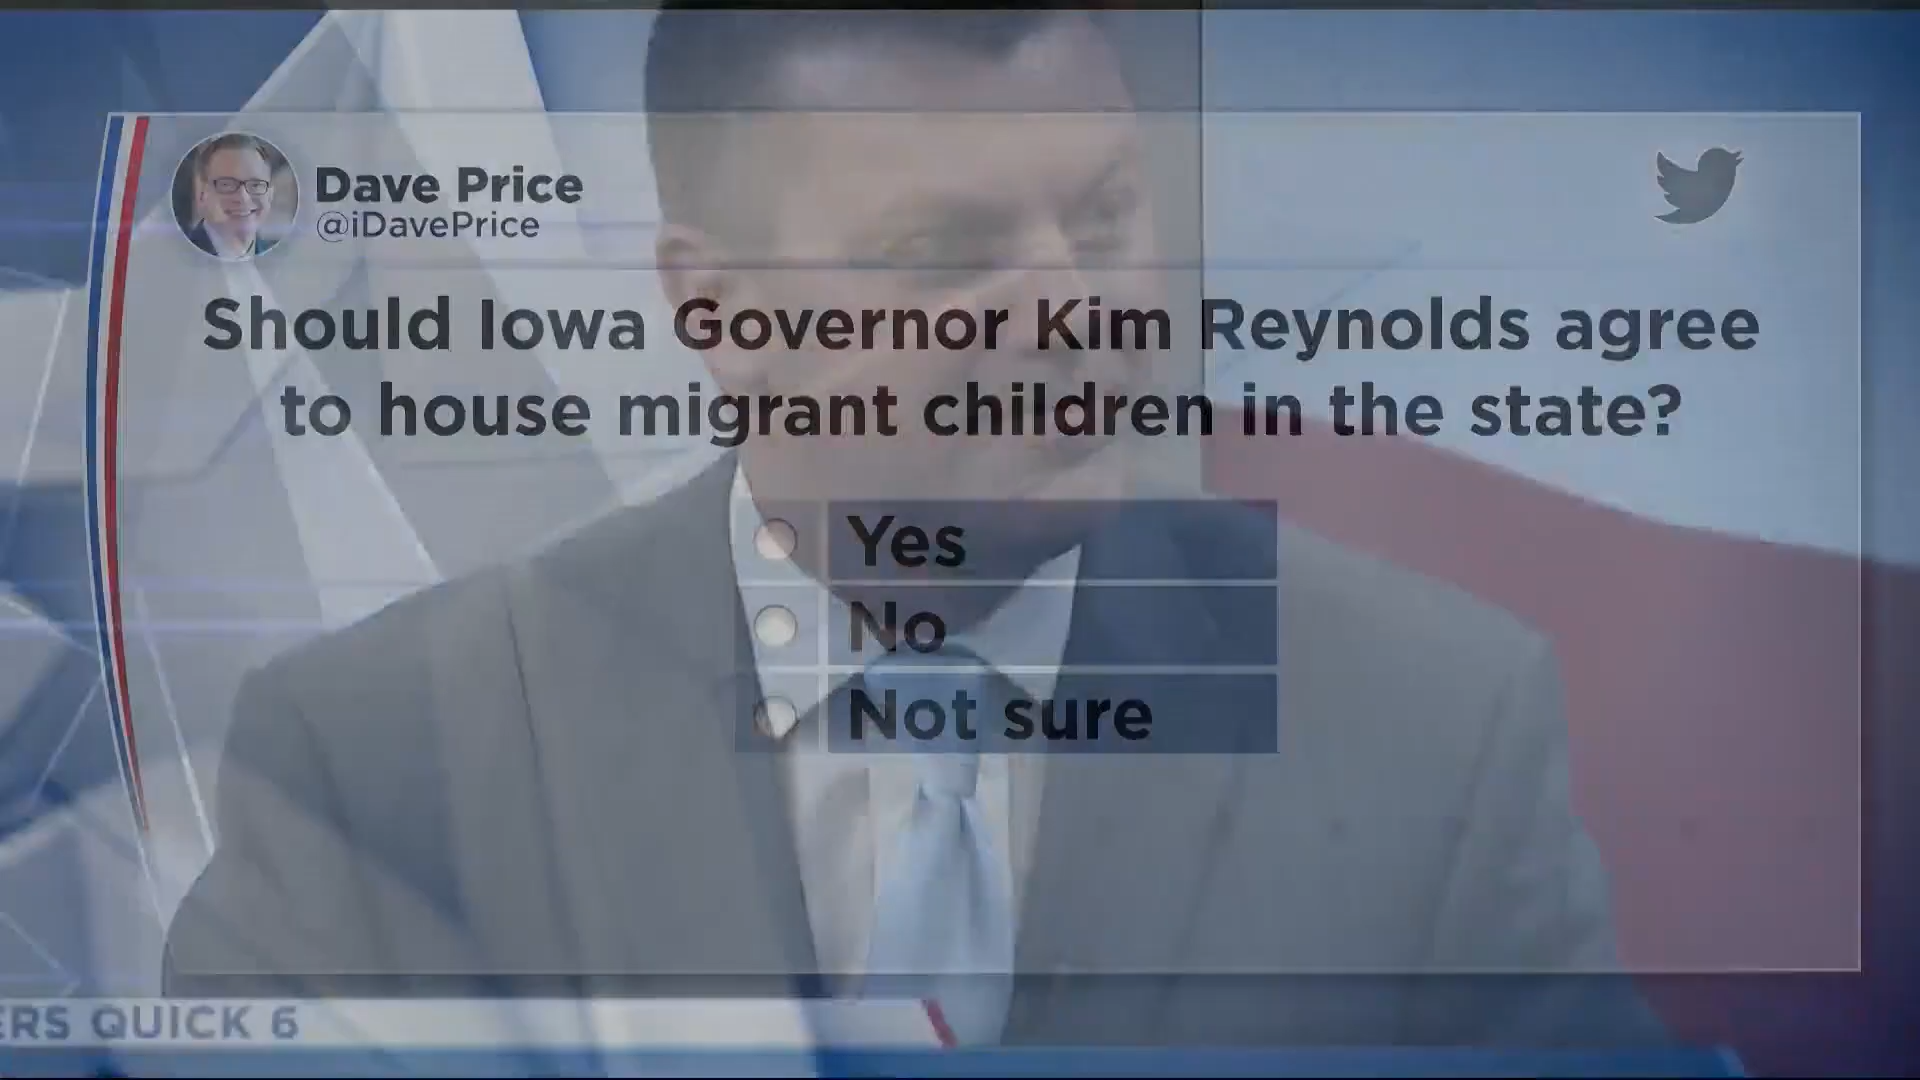 Dave Price
@iDavePrice
Should Iowa Governor Kim Reynolds agree
to house migrant children in the state?
Yes
No
Not sure
ERS QUICK 6